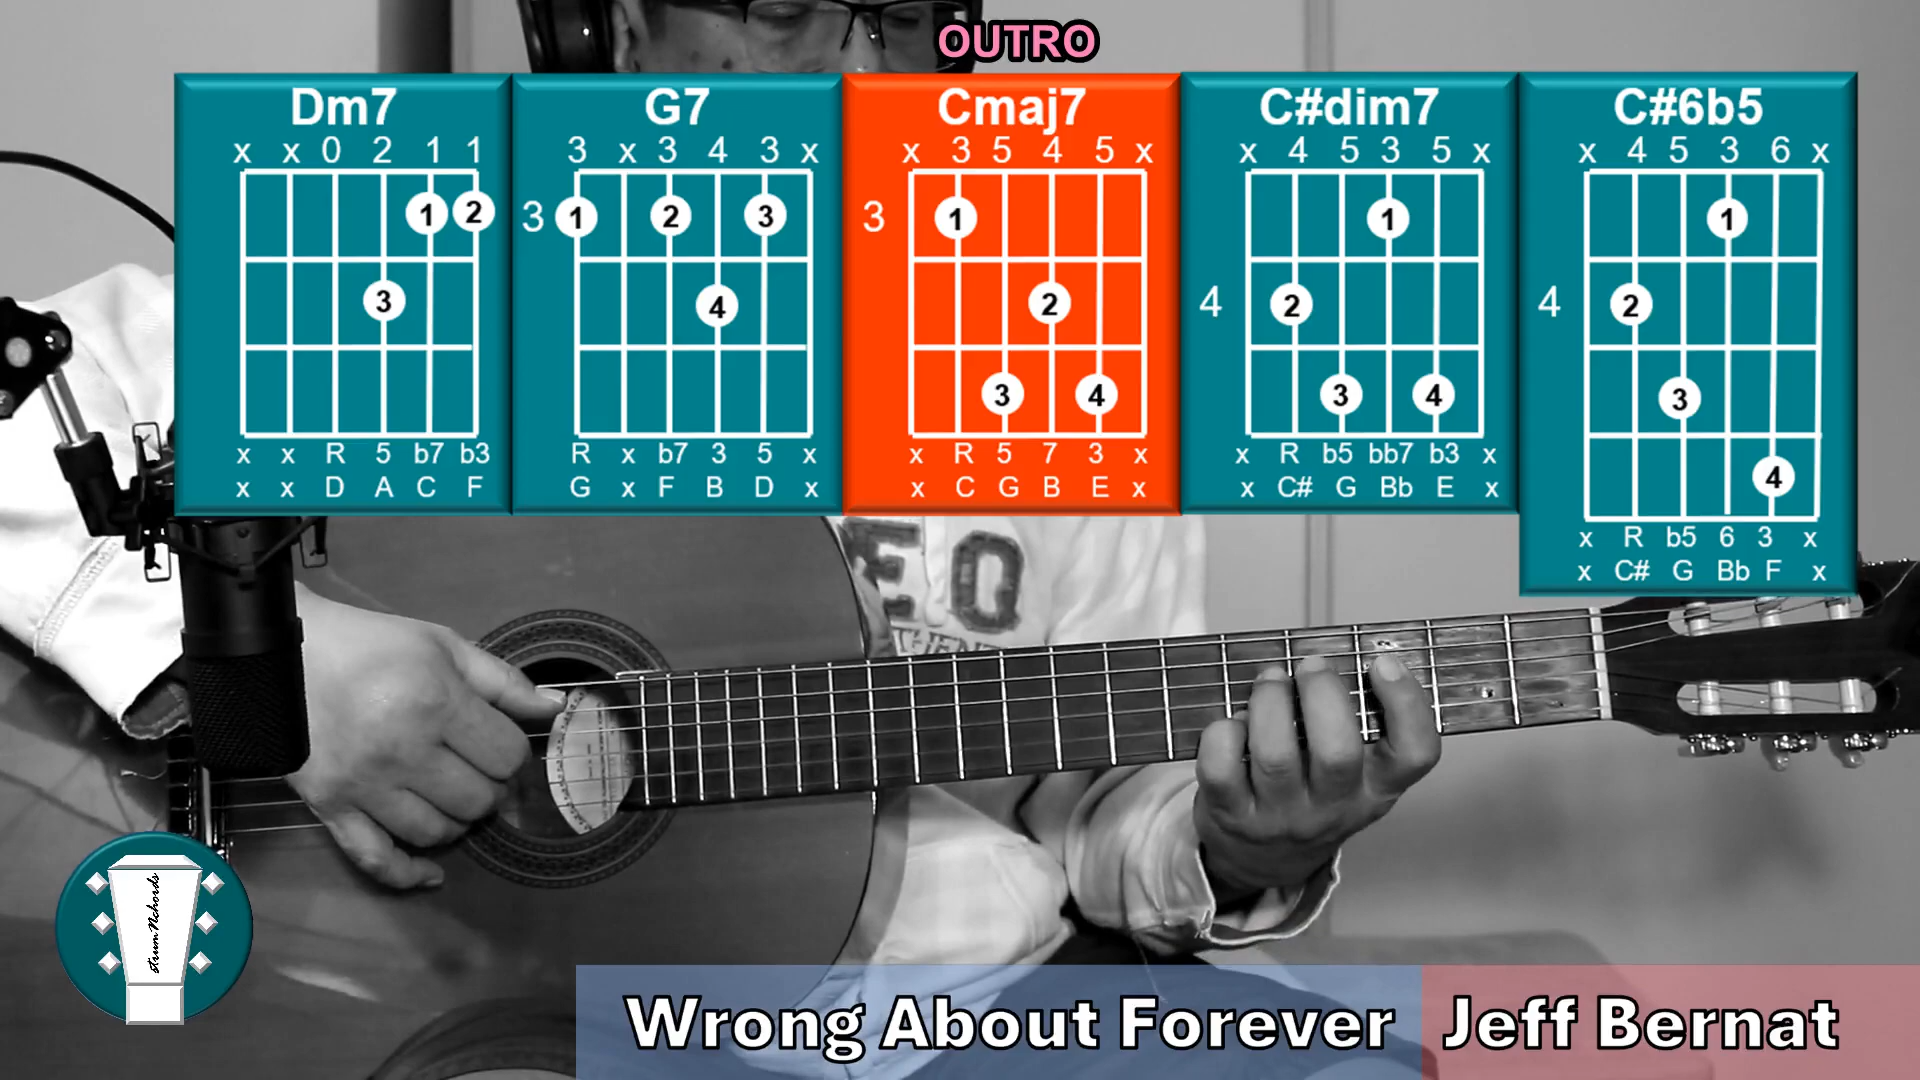 OUTRO
Dm7
x x 0 2 1 1
1 2
3
x x R 5 b7 b3
x x D A C F
G7
3 x 3 4 3 x
3 1 2 3
4
R x b7 3 5 x
G x F B D x
Cmaj7
x 3 5 4 5 x
3 1
2
3 4
x R 5 7 3 x
x C G B E x
C#dim7
x 4 5 3 5 x
1
4 2
3 4
x R b5 bb7 b3 x
x C# G Bb E x
C#6b5
x 4 5 3 6 x
1
4 2
3
4
x R b5 6 3 x
x C# G Bb F x
EQ
strumNchords
Wrong About Forever
Jeff Bernat